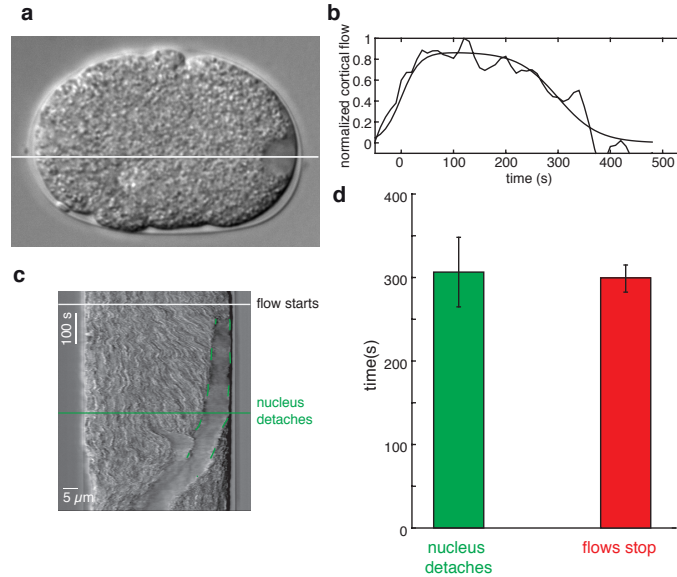 a
b
normalized cortical flow
1
0.8
0.6
0.4
0.2
0
0
100
200
300
400
500
time (s)
c
flow starts
100 s
nucleus
detaches
5 µm
d
time(s)
400
300
200
100
0
nucleus
detaches
flows stop